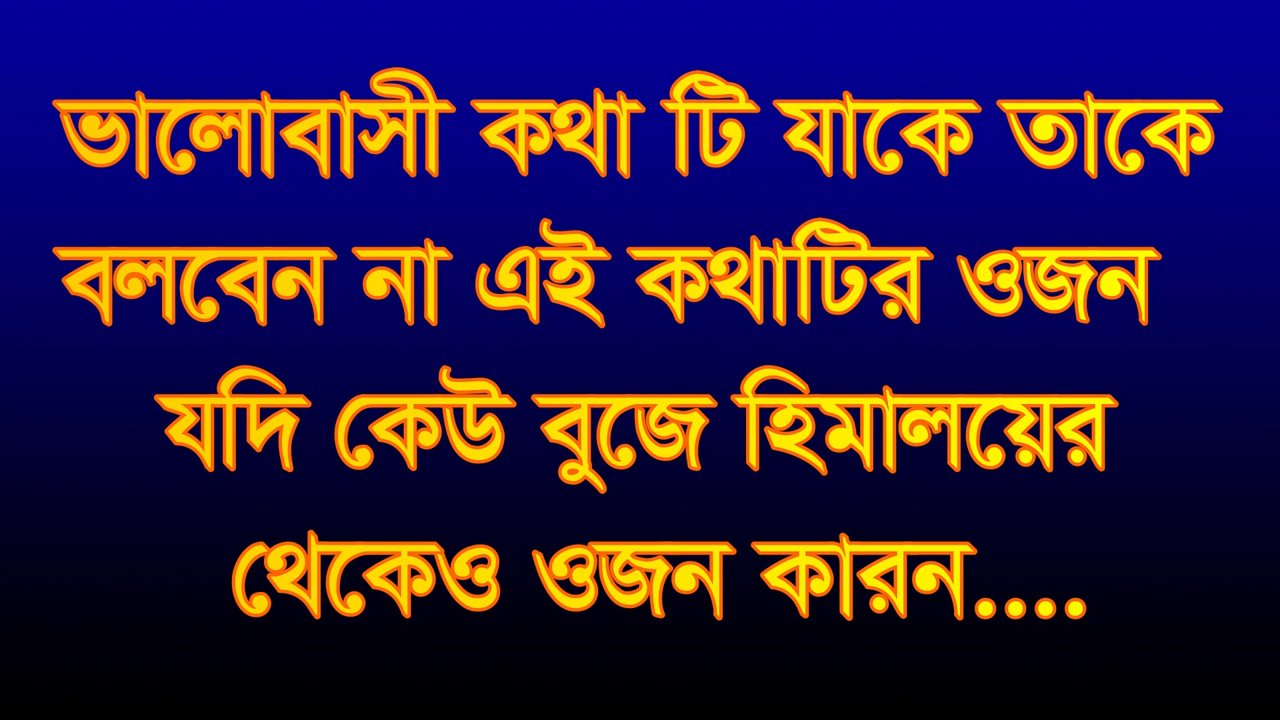 ভালোবাসী কথা টি যাকে তাকে
বলবেন না এই কথাটির ওজন
যদি কেউ বুজে হিমালয়ের
থেকেও ওজন কারন....